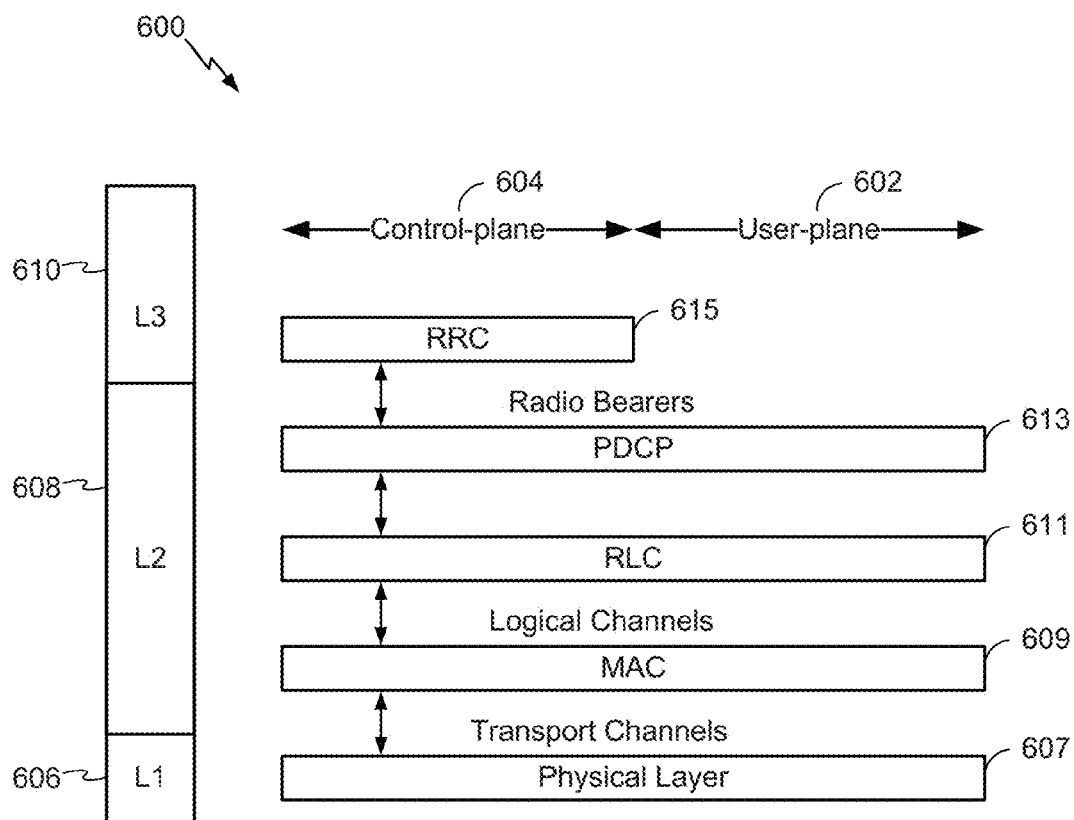 600
604
602
Control-plane
User-plane
610
L3
RRC
615
Radio Bearers
613
PDCP
608
L2
611
RLC
Logical Channels
609
MAC
Transport Channels
607
606
L1
Physical Layer